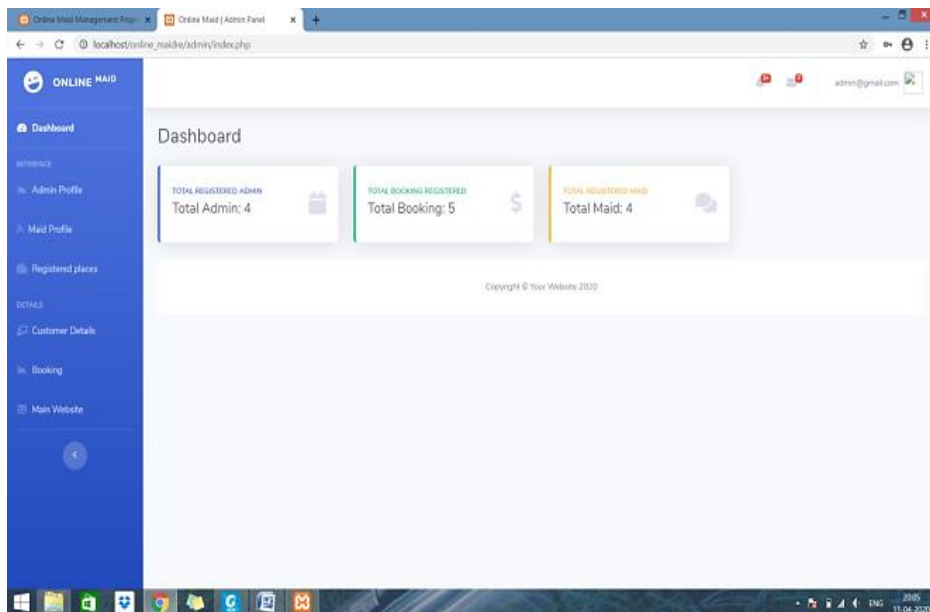 Online Maid Management Proje
Online Maid | Admin Panel
localhost/online_maidre/admin/index.php
ONLINE MAID
admin@gmail.com
Dashboard
Dashboard
INTERFACE
TOTAL REGISTERED ADMIN
Total Admin: 4
TOTAL BOOKING REGISTERED
Total Booking: 5
TOTAL REGISTERED MAID
Total Maid: 4
Admin Profile
Maid Profile
Registered places
Copyright © Your Website 2020
DETAILS
Customer Details
Booking
Main Website
ENG
20:05
11-04-2020